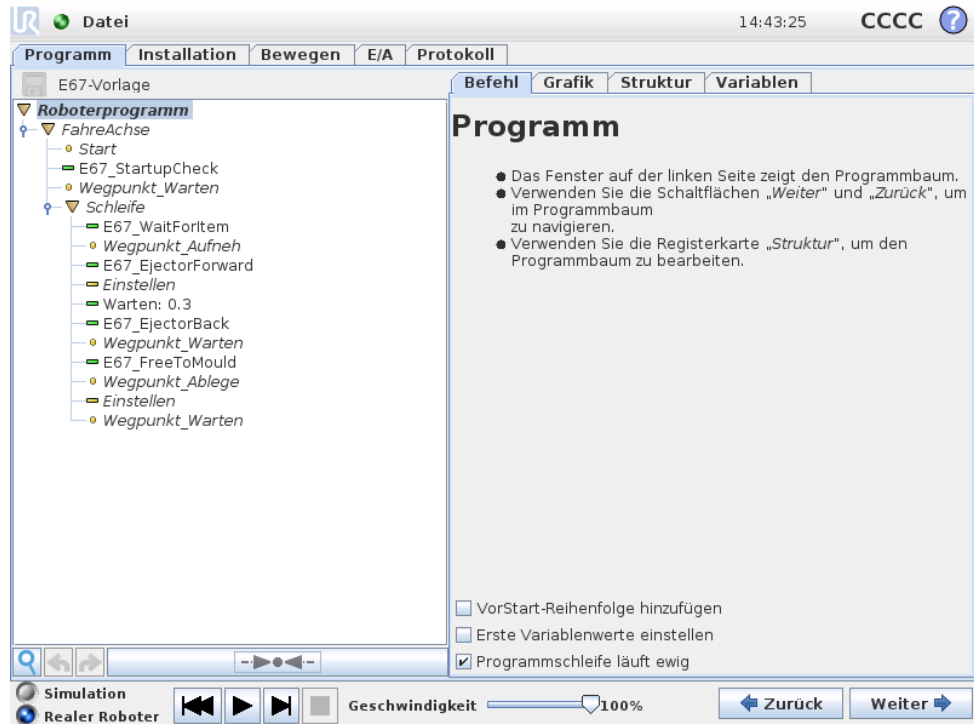 UR Datei 14:43:25 CCCC ?
Programm Installation Bewegen E/A Protokoll
E67-Vorlage
Roboterprogramm
FahreAchse
Start
E67_StartupCheck
Wegpunkt_Warten
Schleife
E67_WaitForItem
Wegpunkt_Aufneh
E67_EjectorForward
Einstellen
Warten: 0.3
E67_EjectorBack
Wegpunkt_Warten
E67_FreeToMould
Wegpunkt_Ablege
Einstellen
Wegpunkt_Warten
Befehl Grafik Struktur Variablen
Programm
Das Fenster auf der linken Seite zeigt den Programmbaum.
Verwenden Sie die Schaltflächen „Weiter" und „Zurück", um
im Programmbaum
zu navigieren.
Verwenden Sie die Registerkarte „Struktur", um den
Programmbaum zu bearbeiten.
VorStart-Reihenfolge hinzufügen
Erste Variablenwerte einstellen
Programmschleife läuft ewig
Simulation
Realer Roboter
Geschwindigkeit 100%
Zurück Weiter